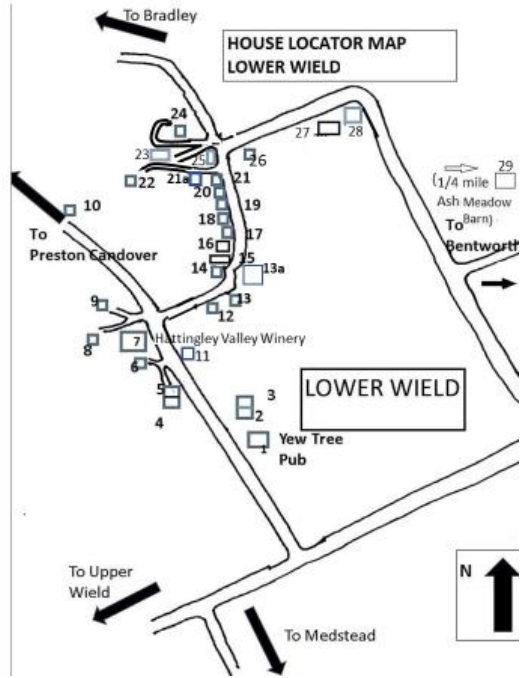 To Bradley
HOUSE LOCATOR MAP
LOWER WIELD
24
23
25
26
27
28
29
(1/4 mile
Ash Meadow
Barn)
22
21a
21
20
19
18
17
16
15
14
13a
13
12
10
To
Preston Candover
To
Bentworth
9
8
7
Hattingley Valley Winery
11
6
5
4
3
2
1
LOWER WIELD
Yew Tree
Pub
To Upper
Wield
To Medstead
N